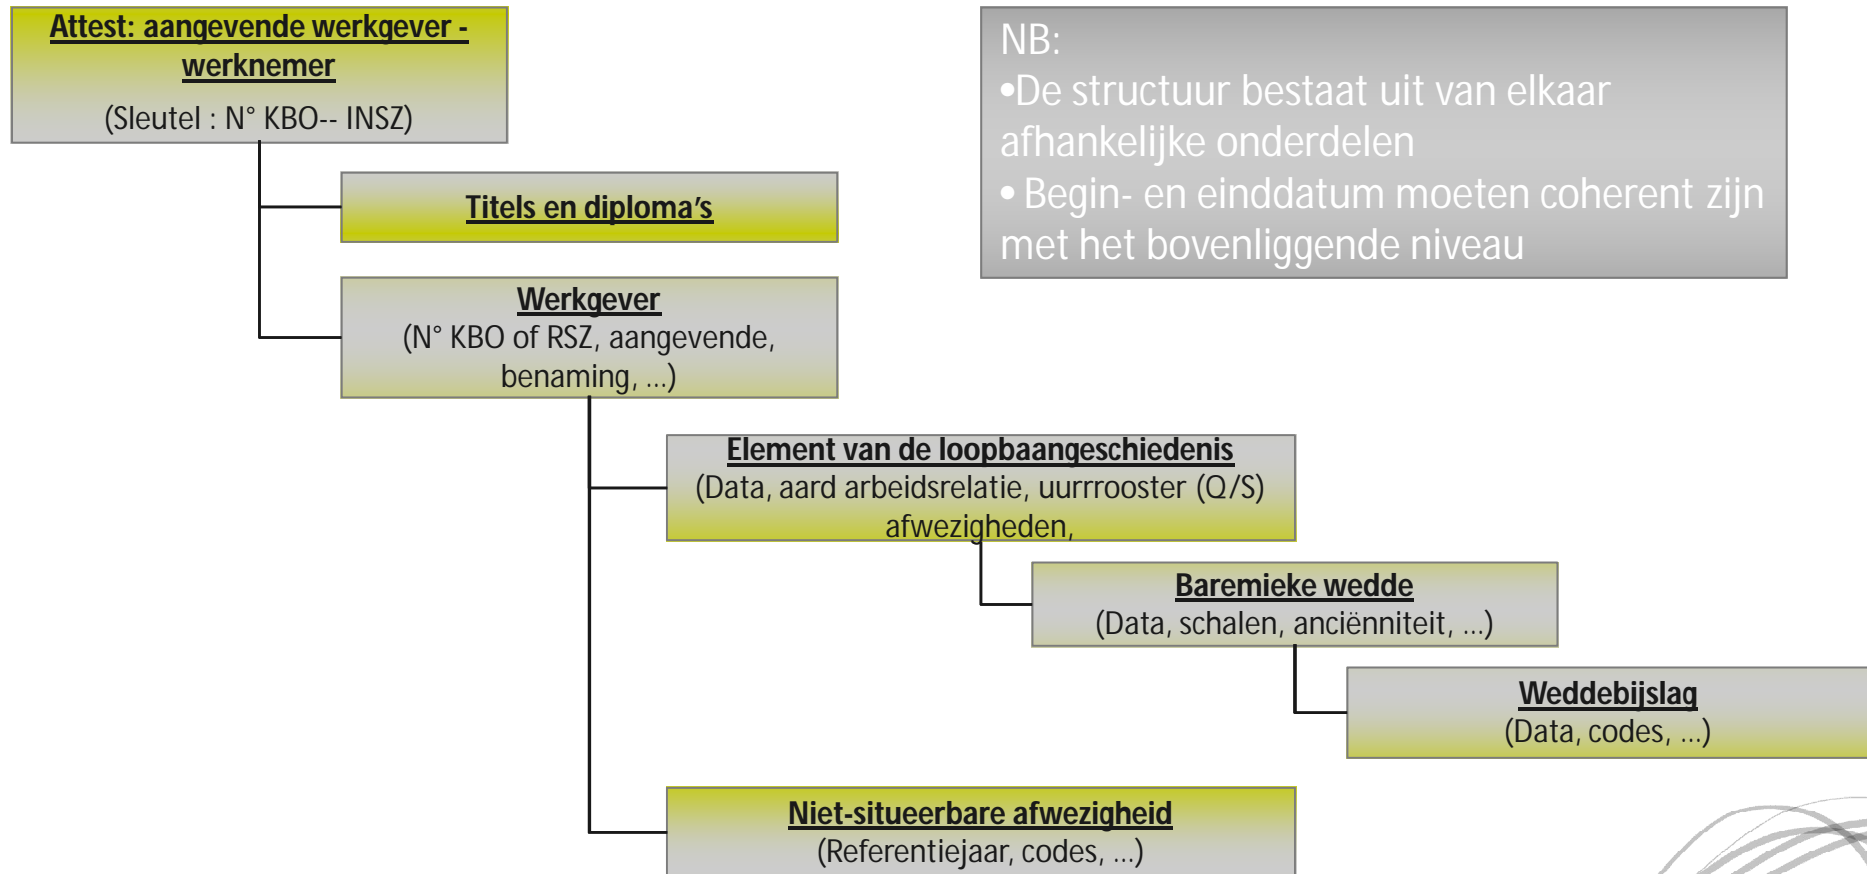 Attest: aangevende werkgever -
werknemer
(Sleutel : N° KBO-- INSZ)
NB:
•De structuur bestaat uit van elkaar
afhankelijke onderdelen
• Begin- en einddatum moeten coherent zijn
met het bovenliggende niveau
Titels en diploma's
Werkgever
(N° KBO of RSZ, aangevende,
benaming, ...)
Element van de loopbaangeschiedenis
(Data, aard arbeidsrelatie, uurrrooster (Q/S)
afwezigheden,
Baremieke wedde
(Data, schalen, anciënniteit, ...)
Weddebijslag
(Data, codes, ...)
Niet-situeerbare afwezigheid
(Referentiejaar, codes, ...)